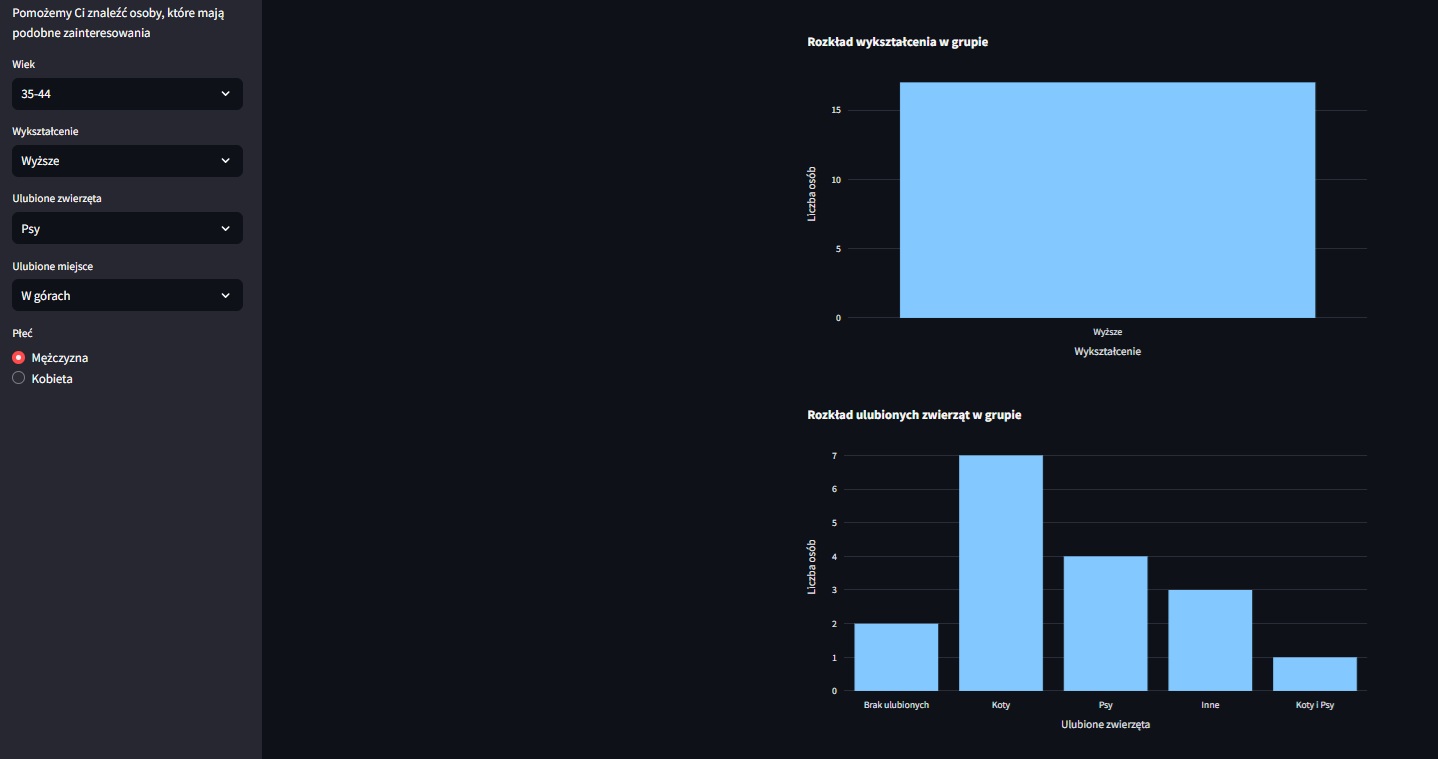 Pomożemy Ci znaleźć osoby, które mają
podobne zainteresowania
Wiek
35-44
Wykształcenie
Wyższe
Ulubione zwierzęta
Psy
Ulubione miejsce
W górach
Płeć
Mężczyzna
Kobieta
Rozkład wykształcenia w grupie
15
10
5
0
Liczba osób
Wyższe
Wykształcenie
Rozkład ulubionych zwierząt w grupie
7
6
5
4
3
2
1
0
Liczba osób
Brak ulubionych
Koty
Psy
Inne
Koty i Psy
Ulubione zwierzęta